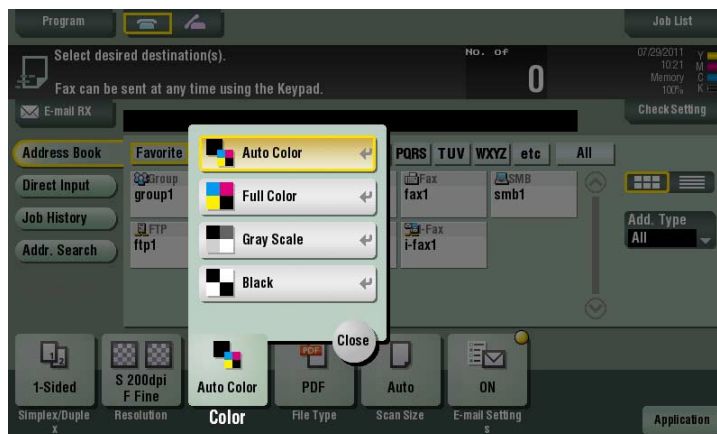 Program
Job List
Select desired destination(s).
No. of
0
Fax can be sent at any time using the Keypad.
07/29/2011
10:21
Memory
100%
Y
M
C
K
E-mail RX
Check Setting
Address Book
Favorite
PQRS
TUV
WXYZ
etc
All
Direct Input
Job History
Addr. Search
Group
group1
Fax
fax1
SMB
smb1
FTP
ftp1
i-Fax
i-fax1
Add. Type
All
Auto Color
Full Color
Gray Scale
Black
Close
1-Sided
S 200dpi
F Fine
Auto Color
PDF
PDF
Auto
ON
Simplex/Duple
x
Resolution
Color
File Type
Scan Size
E-mail Setting
s
Application